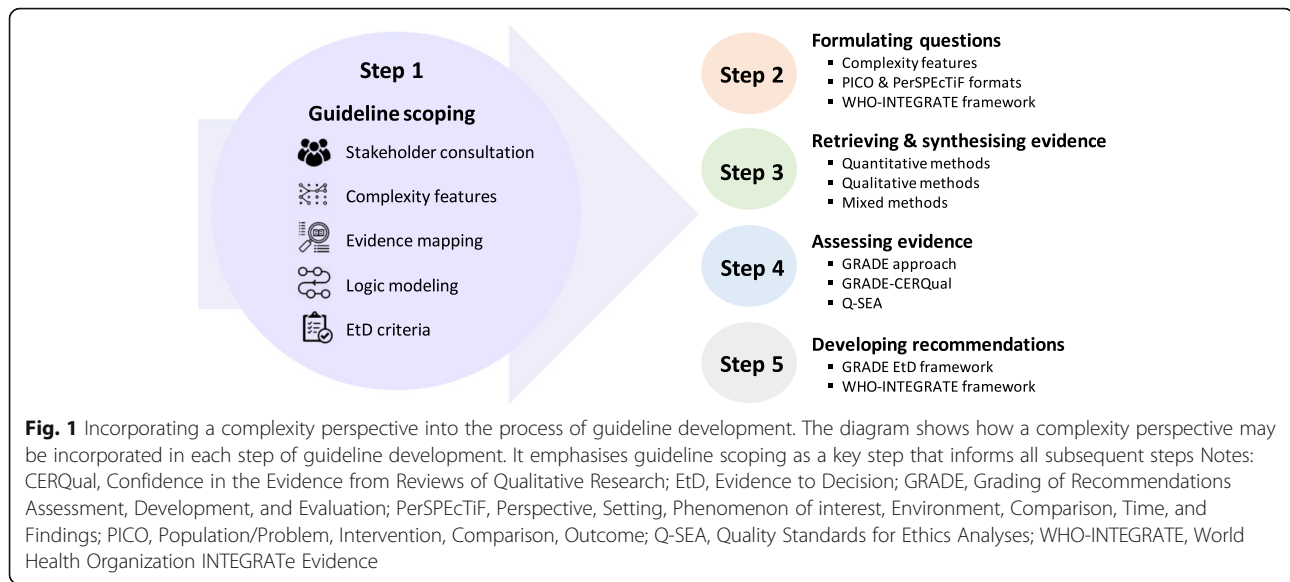 Step 1
Guideline scoping
Stakeholder consultation
Complexity features
Evidence mapping
Logic modeling
EtD criteria
Step 2
Formulating questions
▪ Complexity features
▪ PICO & PerSPEcTiF formats
▪ WHO-INTEGRATE framework
Step 3
Retrieving & synthesising evidence
▪ Quantitative methods
▪ Qualitative methods
▪ Mixed methods
Step 4
Assessing evidence
▪ GRADE approach
▪ GRADE-CERQual
▪ Q-SEA
Step 5
Developing recommendations
▪ GRADE EtD framework
▪ WHO-INTEGRATE framework
Fig. 1 Incorporating a complexity perspective into the process of guideline development. The diagram shows how a complexity perspective may
be incorporated in each step of guideline development. It emphasises guideline scoping as a key step that informs all subsequent steps Notes:
CERQual, Confidence in the Evidence from Reviews of Qualitative Research; EtD, Evidence to Decision; GRADE, Grading of Recommendations
Assessment, Development, and Evaluation; PerSPEcTiF, Perspective, Setting, Phenomenon of interest, Environment, Comparison, Time, and
Findings; PICO, Population/Problem, Intervention, Comparison, Outcome; Q-SEA, Quality Standards for Ethics Analyses; WHO-INTEGRATE, World
Health Organization INTEGRATe Evidence